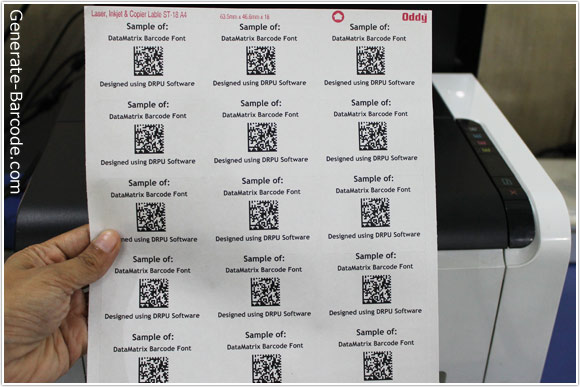 Generate-Barcode.com
Laser, Inkjet & Copier Lable ST-18 A4 63.5mm x 46.6mm x 18 Oddy
Sample of: Sample of: Sample of:
DataMatrix Barcode Font DataMatrix Barcode Font DataMatrix Barcode Font
Designed using DRPU Software Designed using DRPU Software Designed using DRPU Software
Sample of: Sample of: Sample of:
DataMatrix Barcode Font DataMatrix Barcode Font DataMatrix Barcode Font
Designed using DRPU Software Designed using DRPU Software Designed using DRPU Software
Sample of: Sample of: Sample of:
DataMatrix Barcode Font DataMatrix Barcode Font DataMatrix Barcode Font
using DRPU Software Designed using DRPU Software Designed using DRPU Software
Sample of: Sample of: Sample of:
DataMatrix Barcode Font DataMatrix Barcode Font DataMatrix Barcode Font
Designed using DRPU Software Designed using DRPU Software Designed using DRPU Software
Sample of: Sample of: Sample of:
DataMatrix Barcode Font DataMatrix Barcode Font DataMatrix Barcode Font